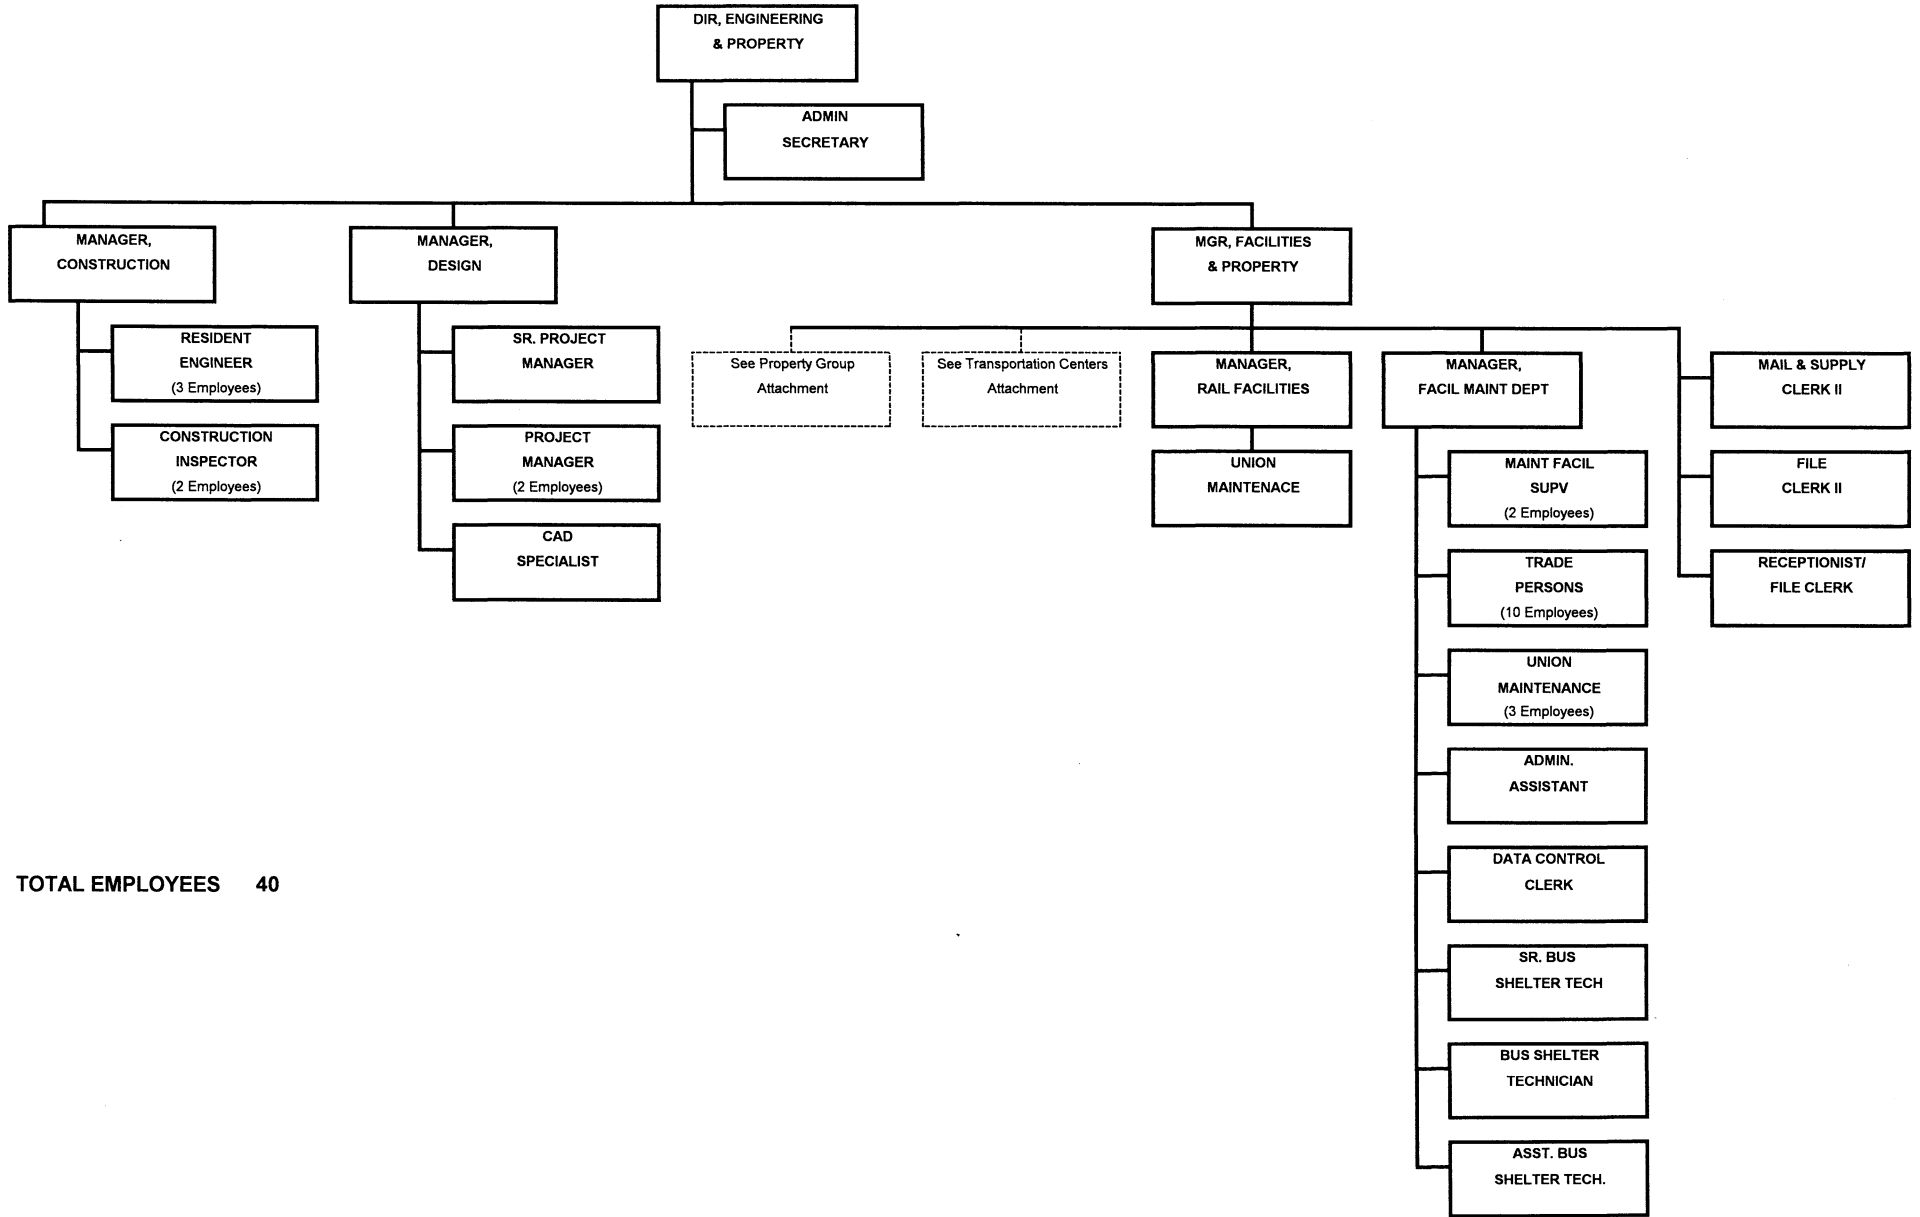 DIR, ENGINEERING
& PROPERTY
ADMIN
SECRETARY
MANAGER,
CONSTRUCTION
RESIDENT
ENGINEER
(3 Employees)
CONSTRUCTION
INSPECTOR
(2 Employees)
MANAGER,
DESIGN
SR. PROJECT
MANAGER
PROJECT
MANAGER
(2 Employees)
CAD
SPECIALIST
MGR, FACILITIES
& PROPERTY
See Property Group
Attachment
See Transportation Centers
Attachment
MANAGER,
RAIL FACILITIES
UNION
MAINTENACE
MANAGER,
FACIL MAINT DEPT
MAINT FACIL
SUPV
(2 Employees)
TRADE
PERSONS
(10 Employees)
UNION
MAINTENANCE
(3 Employees)
ADMIN.
ASSISTANT
DATA CONTROL
CLERK
SR. BUS
SHELTER TECH
BUS SHELTER
TECHNICIAN
ASST. BUS
SHELTER TECH.
MAIL & SUPPLY
CLERK II
FILE
CLERK II
RECEPTIONIST/
FILE CLERK
TOTAL EMPLOYEES 40